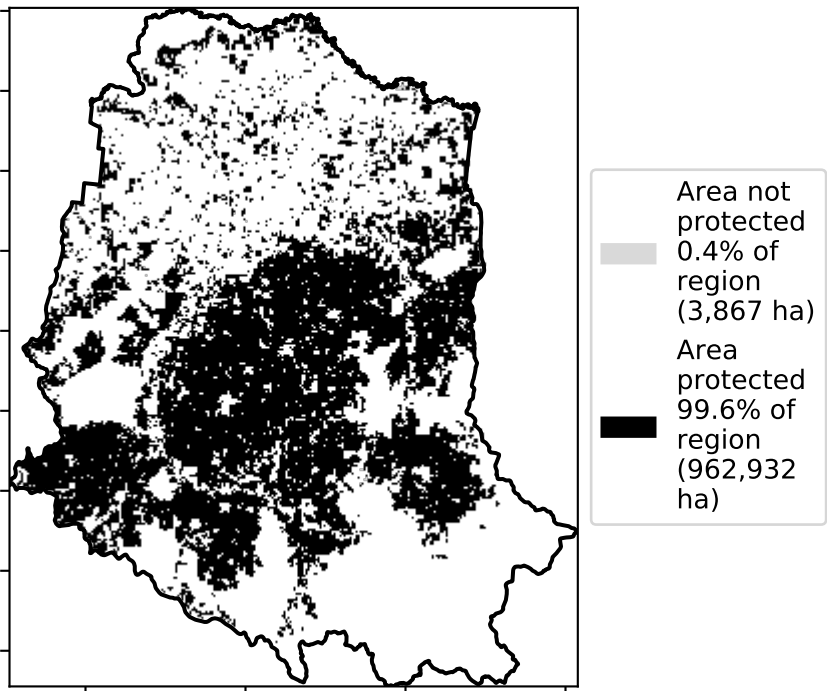 Area not
protected
0.4% of
region
(3,867 ha)
Area
protected
99.6% of
region
(962,932
ha)